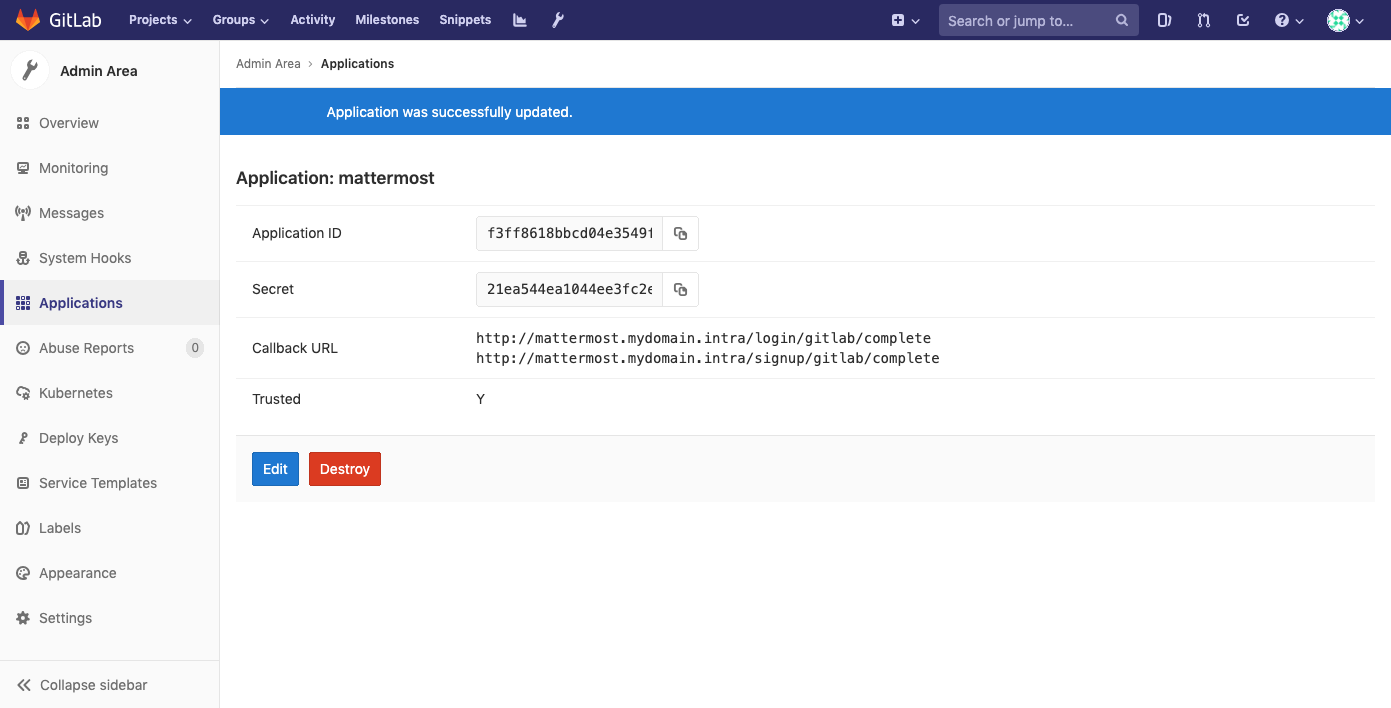 GitLab Projects Groups Activity Milestones Snippets Search or jump to...
Admin Area
Overview
Monitoring
Messages
System Hooks
Applications
Abuse Reports 0
Kubernetes
Deploy Keys
Service Templates
Labels
Appearance
Settings
Collapse sidebar
Admin Area › Applications
Application was successfully updated.
Application: mattermost
Application ID f3ff8618bbcd04e3549f
Secret 21ea544ea1044ee3fc2e
Callback URL http://mattermost.mydomain.intra/login/gitlab/complete
http://mattermost.mydomain.intra/signup/gitlab/complete
Trusted Y
Edit Destroy